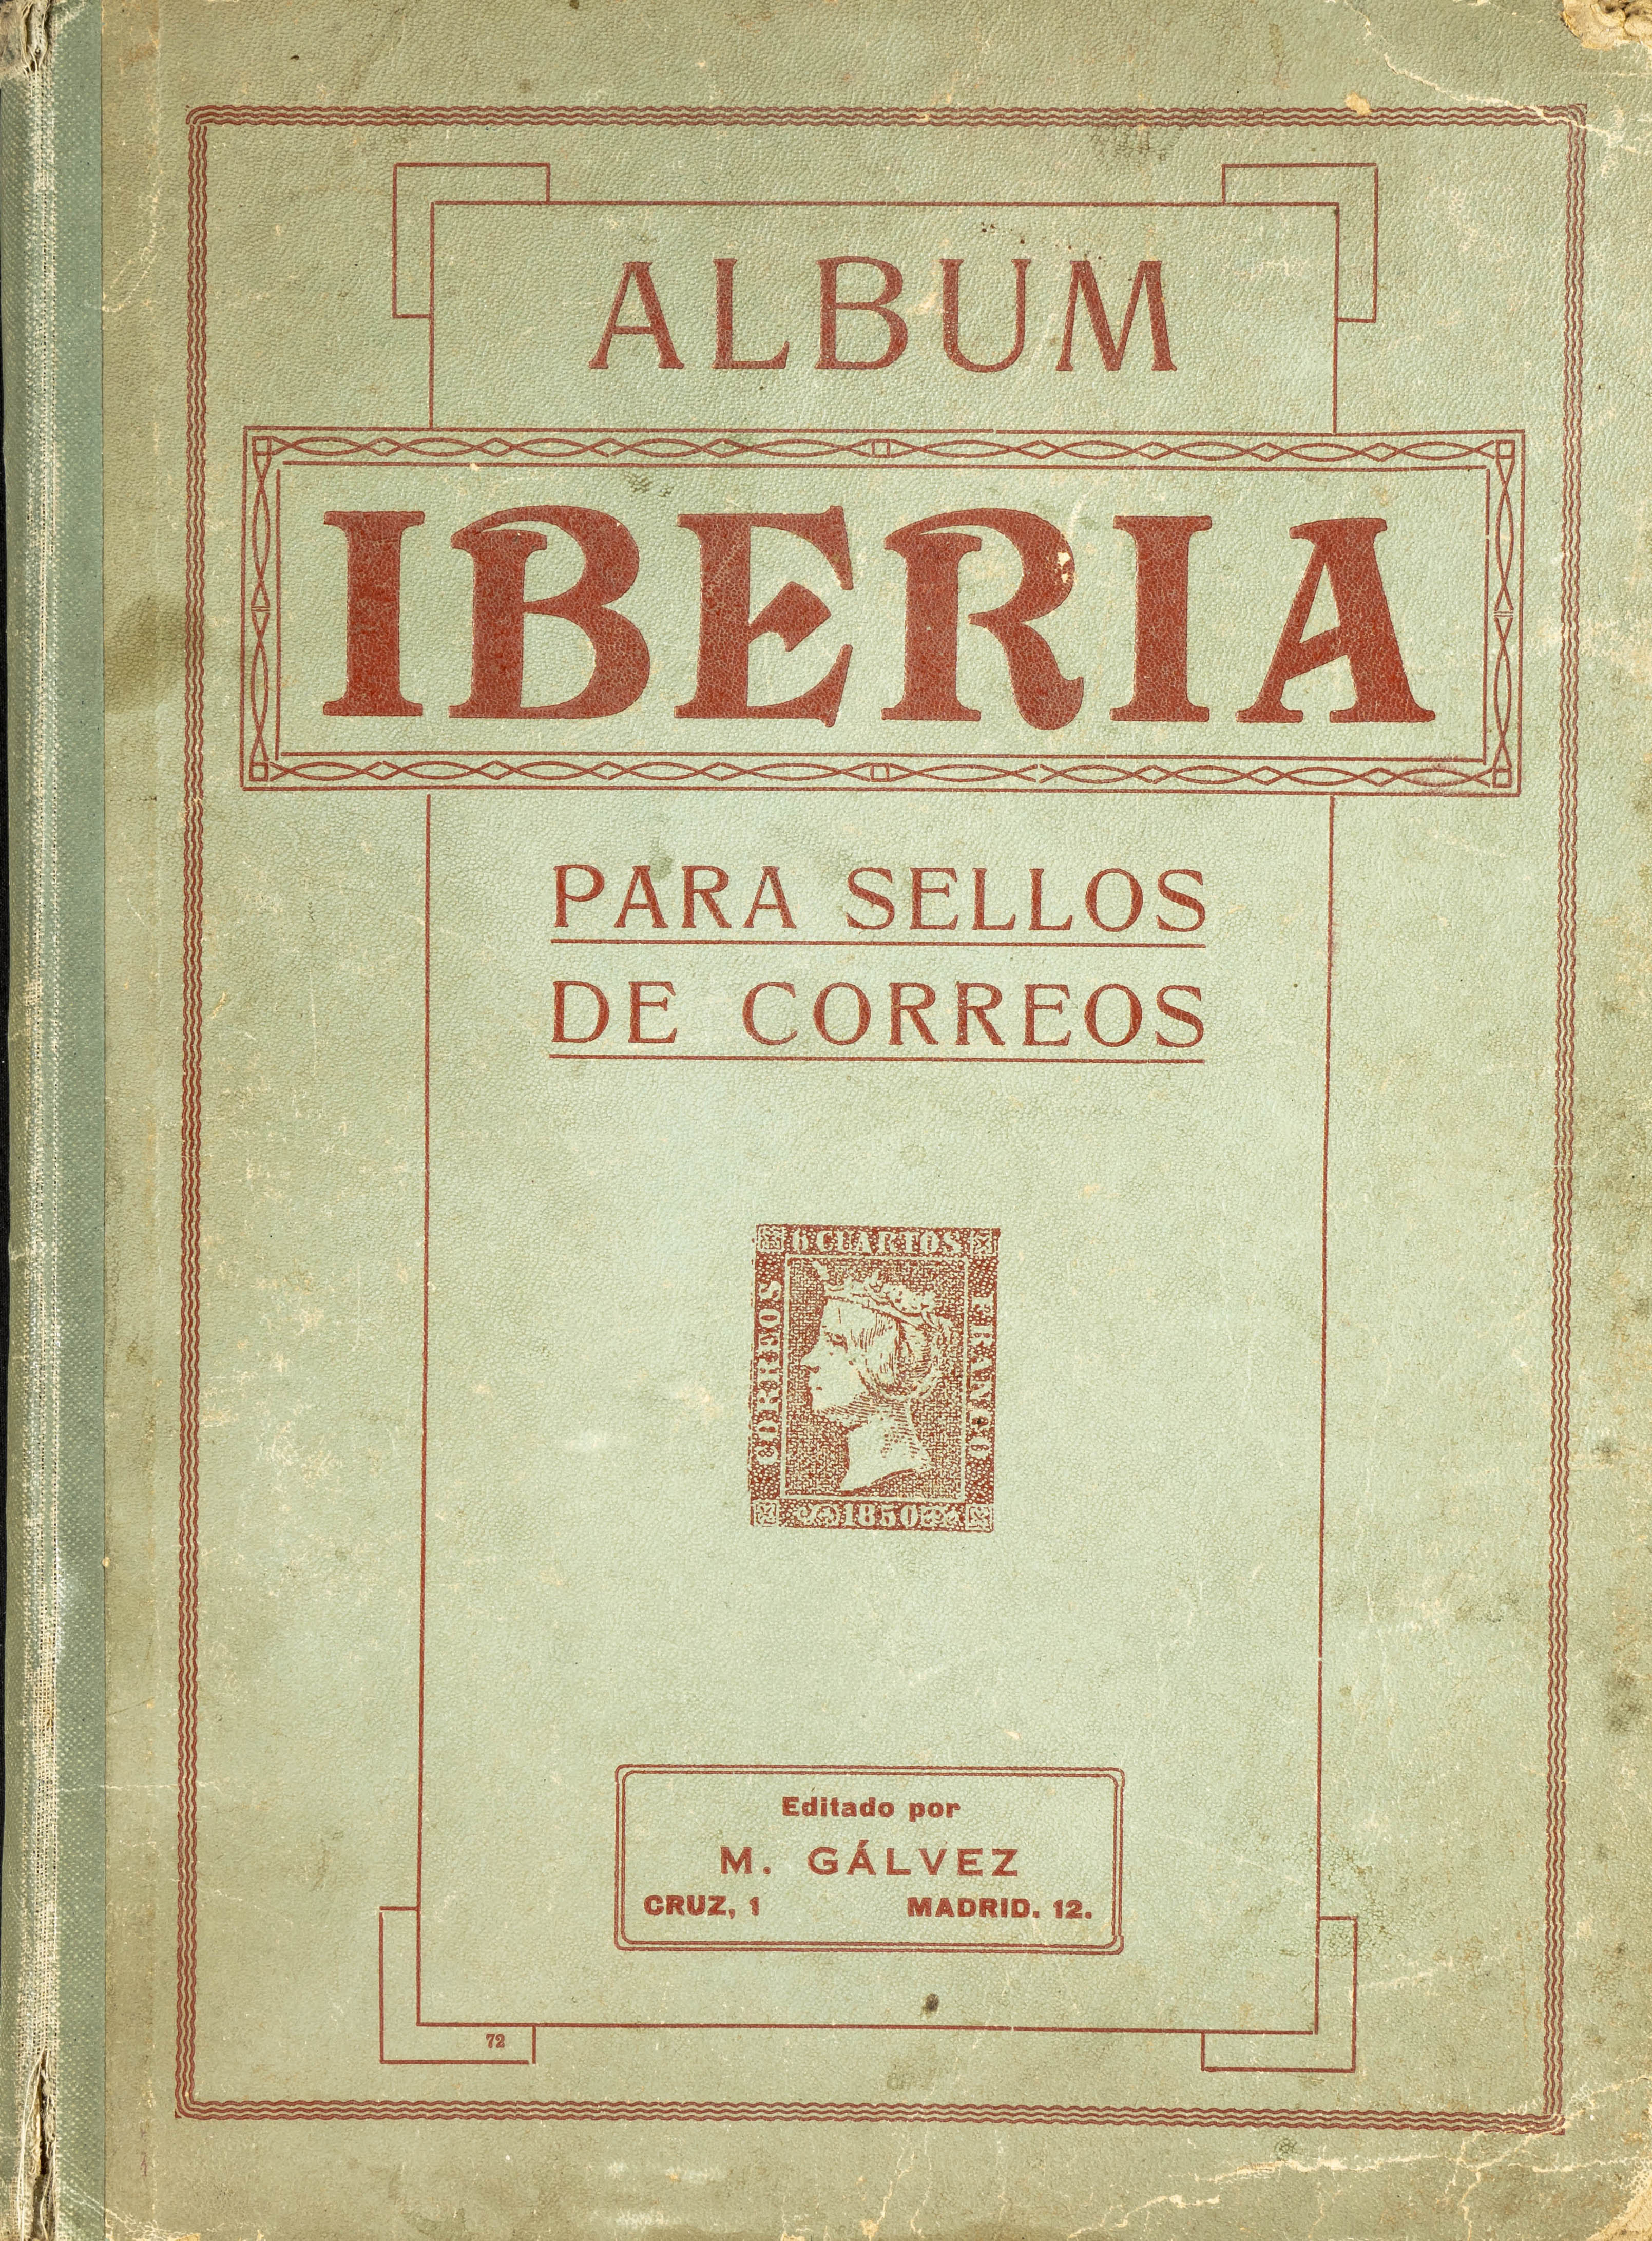 ALBUM
IBERIA
PARA SELLOS
DE CORREOS
6 CUARTOS
CORREOS
FRANCO
1850
Editado por
M. GÁLVEZ
CRUZ, 1 MADRID. 12.
72